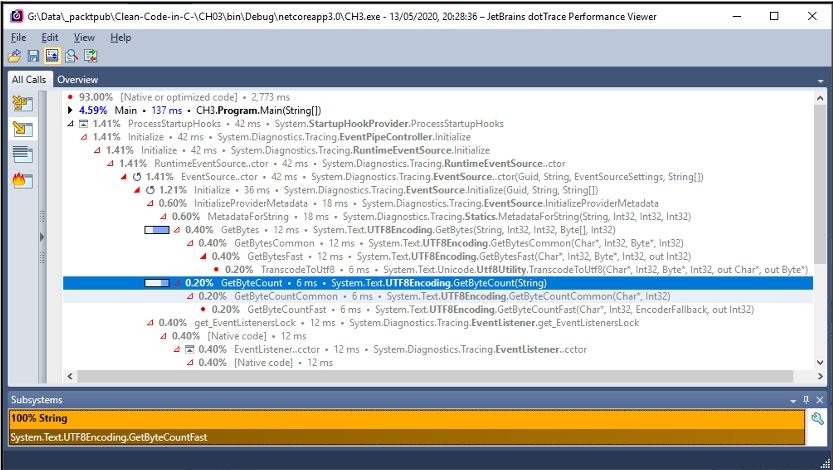 G:\Data\_packtpub\Clean-Code-in-C-\CH03\bin\Debug\netcoreapp3.0\CH3.exe - 13/05/2020, 20:28:36 – JetBrains dotTrace Performance Viewer
File Edit View Help
All Calls Overview
93.00% [Native or optimized code] • 2,773 ms
4.59% Main • 137 ms • CH3.Program.Main(String[])
1.41% ProcessStartupHooks • 42 ms • System.StartupHookProvider.ProcessStartupHooks
1.41% Initialize • 42 ms • System.Diagnostics.Tracing.EventPipeController.Initialize
1.41% Initialize • 42 ms • System.Diagnostics.Tracing.RuntimeEventSource.Initialize
1.41% RuntimeEventSource..ctor • 42 ms • System.Diagnostics.Tracing.RuntimeEventSource..ctor
1.41% EventSource..ctor • 42 ms • System.Diagnostics.Tracing.EventSource..ctor(Guid, String, EventSourceSettings, String[])
1.21% Initialize • 36 ms • System.Diagnostics.Tracing.EventSource.Initialize(Guid, String, String[])
0.60% InitializeProviderMetadata • 18 ms • System.Diagnostics.Tracing.EventSource.InitializeProviderMetadata
0.60% MetadataForString • 18 ms • System.Diagnostics.Tracing.Statics.MetadataForString(String, Int32, Int32, Int32)
0.40% GetBytes • 12 ms • System.Text.UTF8Encoding.GetBytes(String, Int32, Int32, Byte[], Int32)
0.40% GetBytesCommon • 12 ms • System.Text.UTF8Encoding.GetBytesCommon(Char*, Int32, Byte*, Int32)
0.40% GetBytesFast • 12 ms • System.Text.UTF8Encoding.GetBytesFast(Char*, Int32, Byte*, Int32, out Int32)
0.20% TranscodeToUtf8 • 6 ms • System.Text.Unicode.Utf8Utility.TranscodeToUtf8(Char*, Int32, Byte*, Int32, out Char*, out Byte*)
0.20% GetByteCount • 6 ms • System.Text.UTF8Encoding.GetByteCount(String)
0.20% GetByteCountCommon • 6 ms • System.Text.UTF8Encoding.GetByteCountCommon(Char*, Int32)
0.20% GetByteCountFast • 6 ms • System.Text.UTF8Encoding.GetByteCountFast(Char*, Int32, EncoderFallback, out Int32)
0.40% get_EventListenersLock • 12 ms • System.Diagnostics.Tracing.EventListener.get_EventListenersLock
0.40% [Native code] • 12 ms
0.40% EventListener..cctor • 12 ms • System.Diagnostics.Tracing.EventListener..cctor
0.40% [Native code] • 12 ms
Subsystems
100% String
System.Text.UTF8Encoding.GetByteCountFast